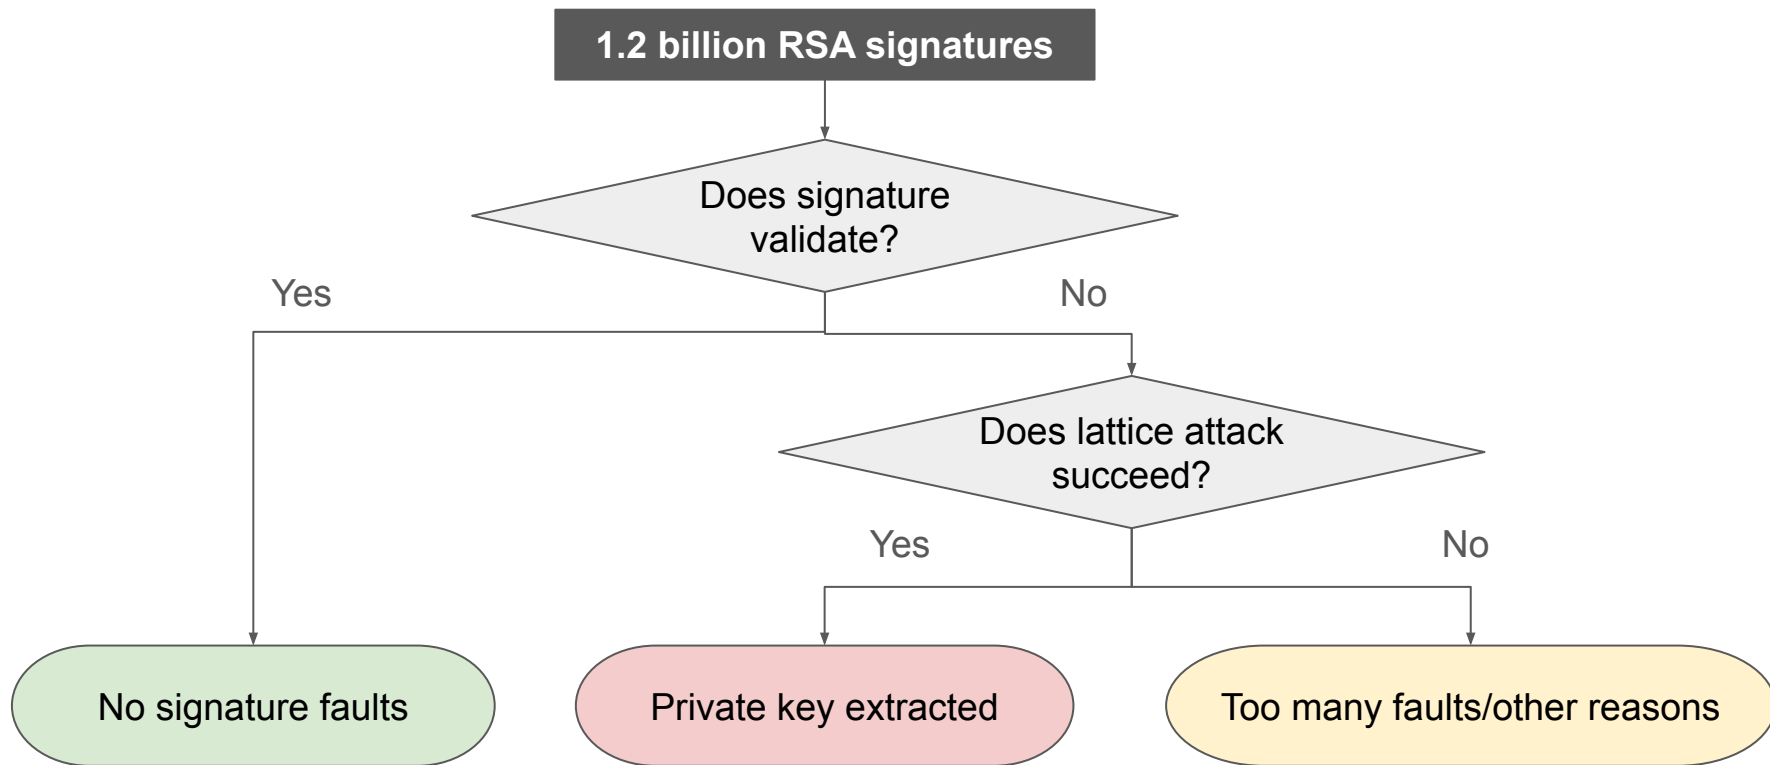 1.2 billion RSA signatures
Does signature
validate?
Yes
No
Does lattice attack
succeed?
Yes
No
No signature faults
Private key extracted
Too many faults/other reasons